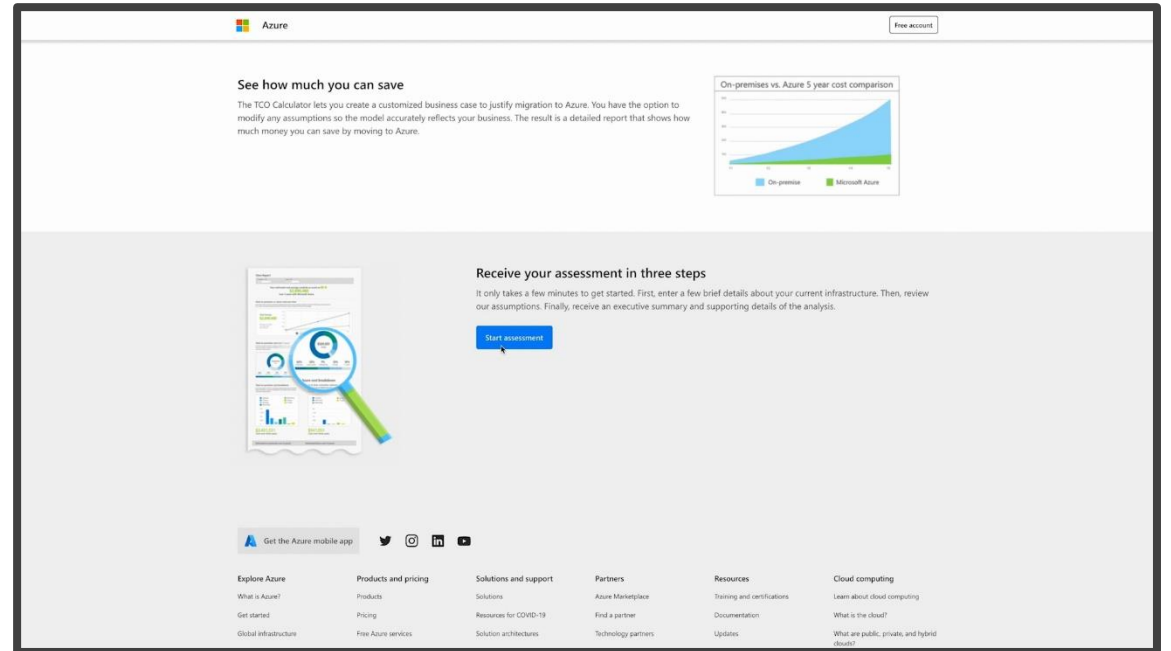 Azure
Free account
See how much you can save
The TCO Calculator lets you create a customized business case to justify migration to Azure. You have the option to
modify any assumptions so the model accurately reflects your business. The result is a detailed report that shows how
much money you can save by moving to Azure.
On-premises vs. Azure 5 year cost comparison
On-premise
Microsoft Azure
Receive your assessment in three steps
It only takes a few minutes to get started. First, enter a few brief details about your current infrastructure. Then, review
our assumptions. Finally, receive an executive summary and supporting details of the analysis.
Start assessment
Get the Azure mobile app
Explore Azure
Products and pricing
Solutions and support
Partners
Resources
Cloud computing
What is Azure?
Products
Solutions
Azure Marketplace
Training and certifications
Learn about cloud computing
Get started
Pricing
Resources for COVID-19
Find a partner
Documentation
What is the cloud?
Global infrastructure
Free Azure services
Solution architectures
Technology partners
Updates
What are public, private, and hybrid
clouds?